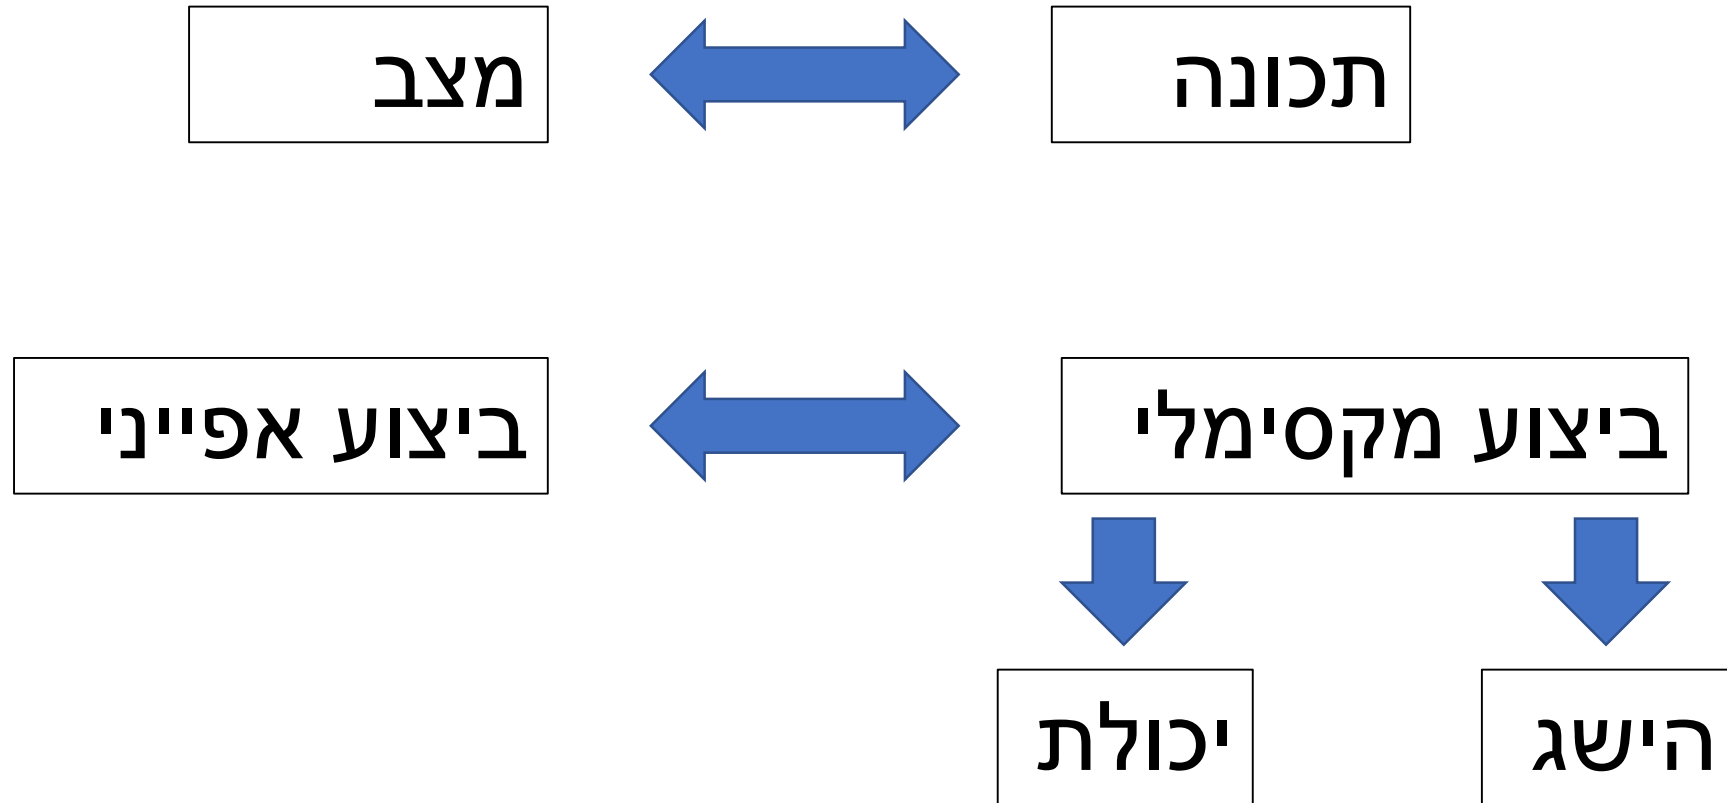 תכונה
מצב
ביצוע מקסימלי
ביצוע אפייני
הישג
יכולת